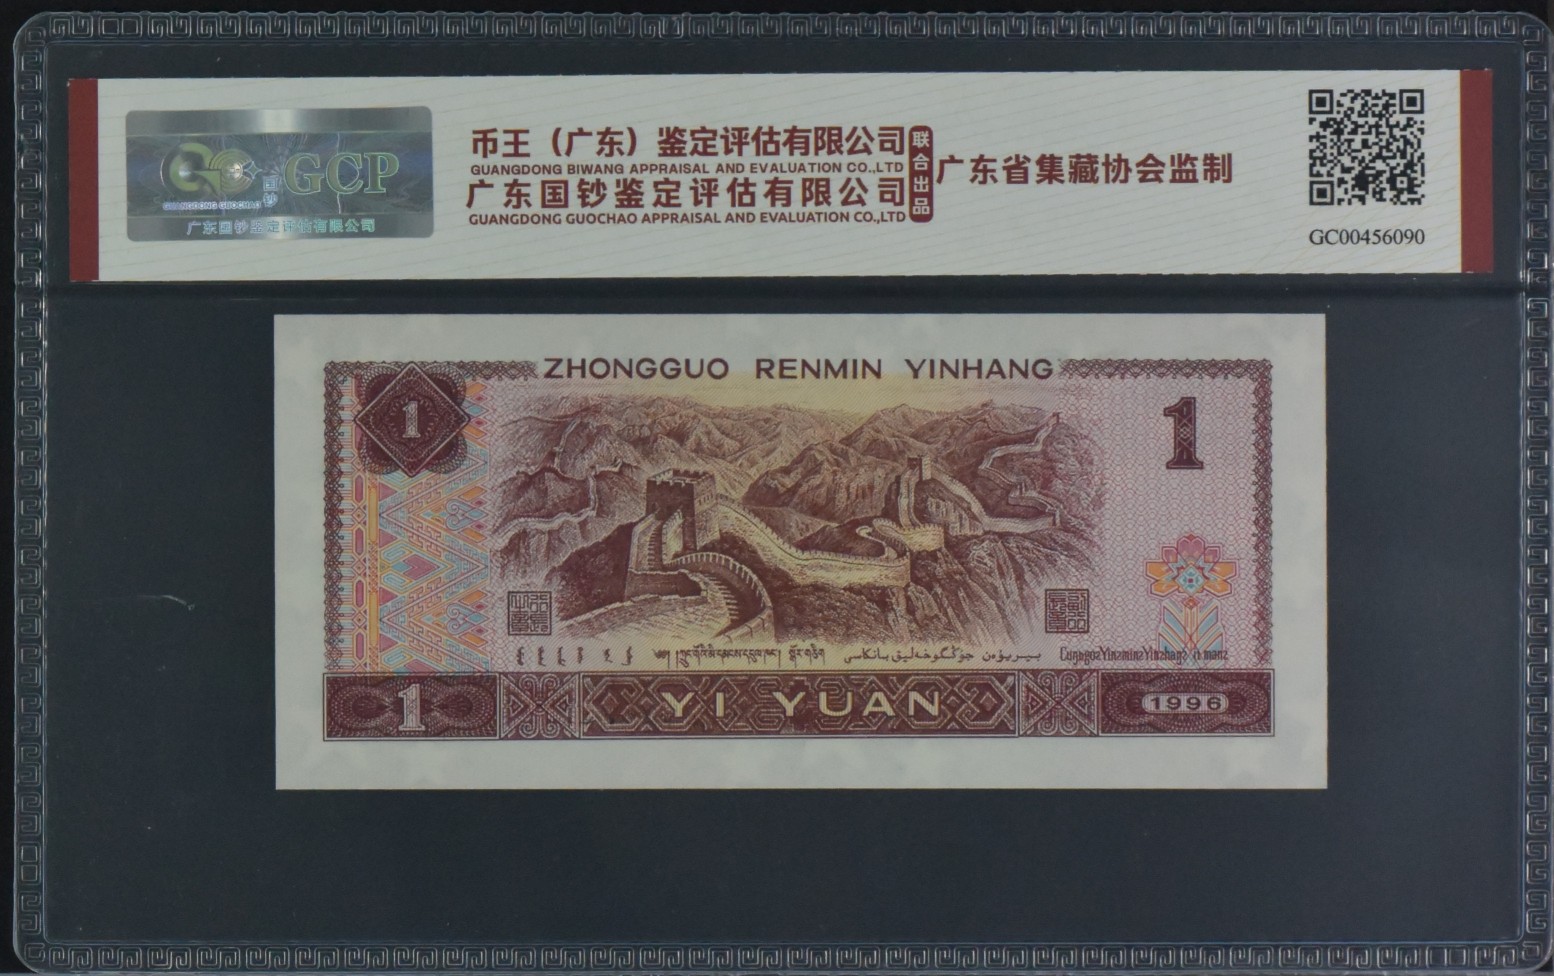 GCP
国钞
GUANGDONG GUOCHAO
广东国钞鉴定评估有限公司
币王（广东）鉴定评估有限公司
GUANGDONG BIWANG APPRAISAL AND EVALUATION CO.,LTD
广东国钞鉴定评估有限公司
GUANGDONG GUOCHAO APPRAISAL AND EVALUATION CO.,LTD
联合出品
广东省集藏协会监制
GC00456090
ZHONGGUO RENMIN YINHANG
1
1
1 YI YUAN 1996